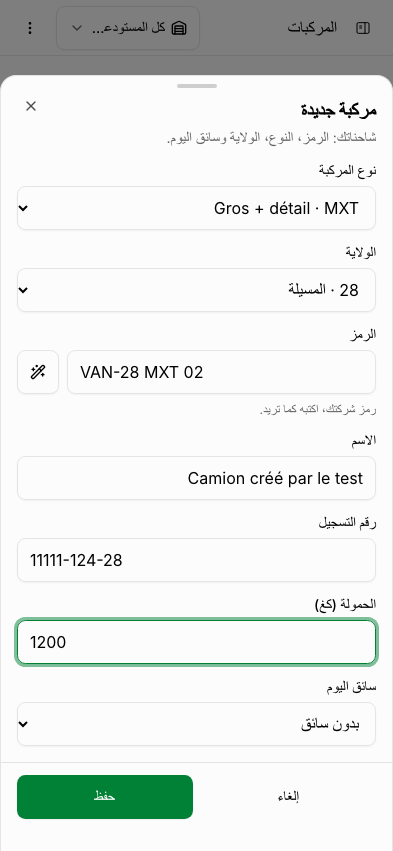 المركبات
كل المستودعـ...
مركبة جديدة
شاحناتك: الرمز، النوع، الولاية وسائق اليوم.
نوع المركبة
Gros + détail · MXT
الولاية
28 · المسيلة
الرمز
VAN-28 MXT 02
رمز شركتك، اكتبه كما تريد.
الاسم
Camion créé par le test
رقم التسجيل
11111-124-28
الحمولة (كغ)
1200
سائق اليوم
بدون سائق
إلغاء
حفظ